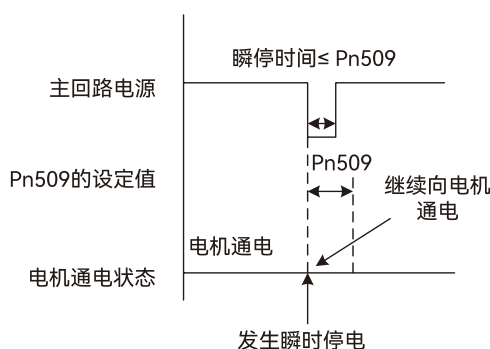 瞬停时间≤ Pn509
主回路电源
Pn509
Pn509的设定值
继续向电机
通电
电机通电
电机通电状态
发生瞬时停电